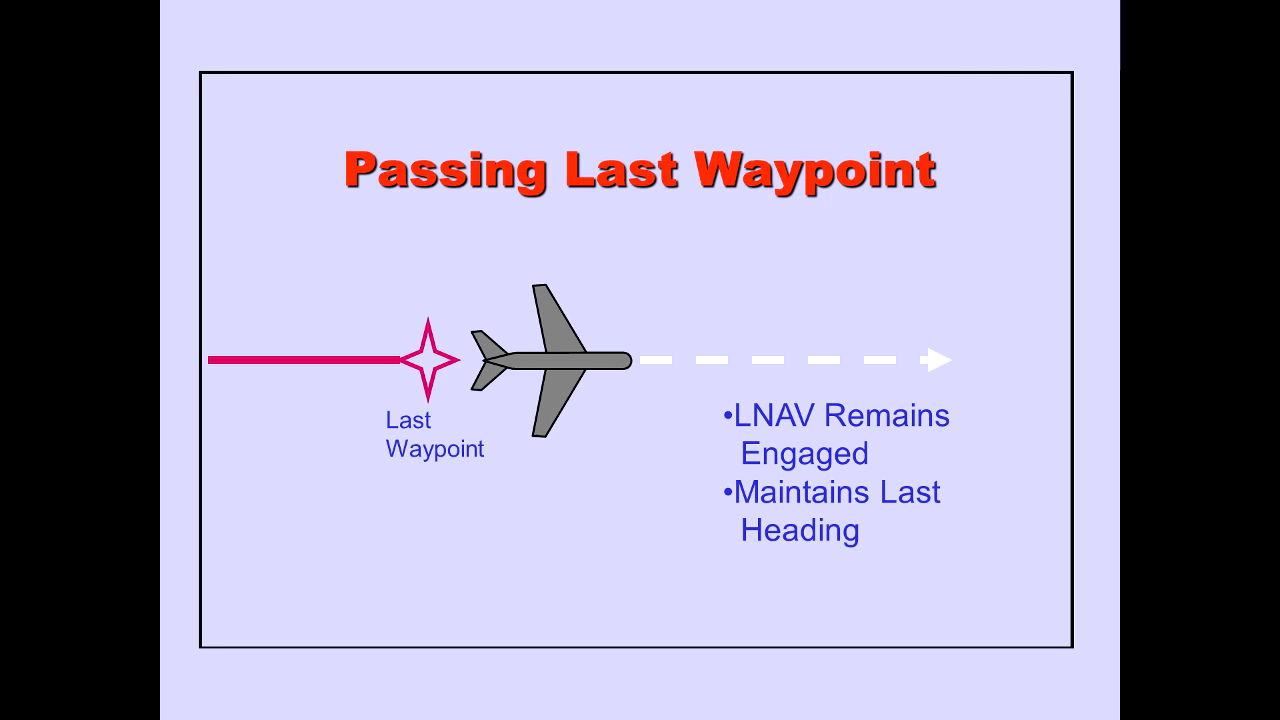 Passing Last Waypoint
Last
Waypoint
•LNAV Remains
Engaged
•Maintains Last
Heading